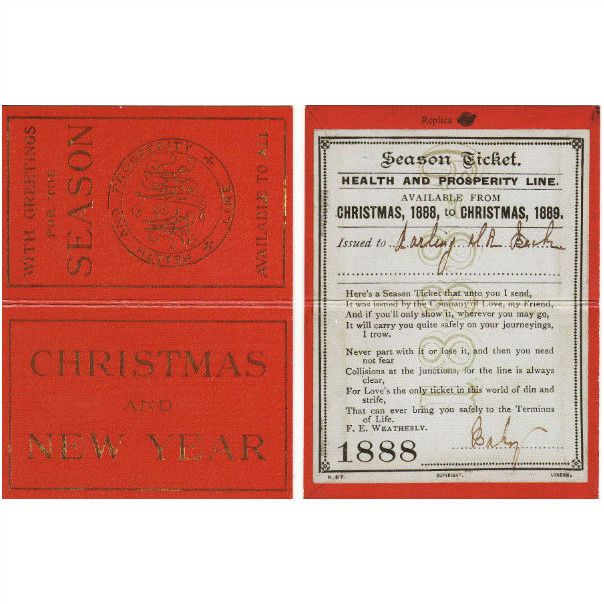 WITH GREETINGS
FOR THE
SEASON
HEALTH AND PROSPERITY LINE
AVAILABLE TO ALL
CHRISTMAS
AND
NEW YEAR
Replica
Season Ticket.
HEALTH AND PROSPERITY LINE.
AVAILABLE FROM
CHRISTMAS, 1888, to CHRISTMAS, 1889.
Issued to Darling
Here's a Season Ticket that unto you I send,
It was issued by the Company of Love, my Friend,
And if you'll only show it, wherever you may go,
It will carry you quite safely on your journeyings,
I trow.
Never part with it or lose it, and then you need
not fear
Collisions at the junctions, for the line is always
clear,
For Love's the only ticket in this world of din and
strife,
That can ever bring you safely to the Terminus
of Life.
F. E. WEATHERLY.
Baby
1888
1888
COPYRIGHT.
LONDON.